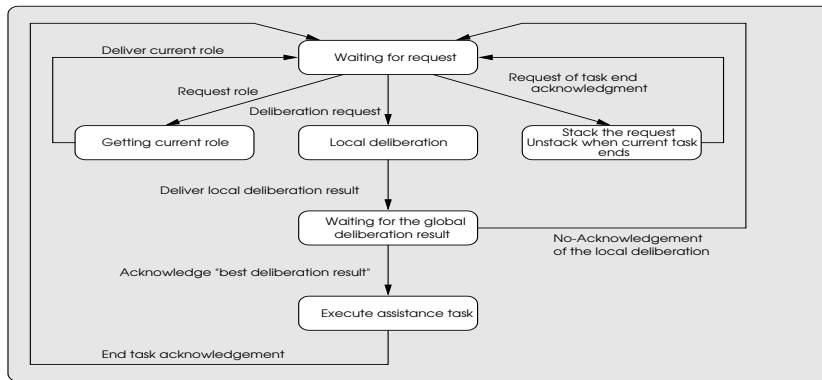 Deliver current role
Waiting for request
Request role
Request of task end
acknowledgment
Deliberation request
Getting current role
Local deliberation
Stack the request
Unstack when current task
ends
Deliver local deliberation result
Waiting for the global
deliberation result
No-Acknowledgement
of the local deliberation
Acknowledge "best deliberation result"
Execute assistance task
End task acknowledgement